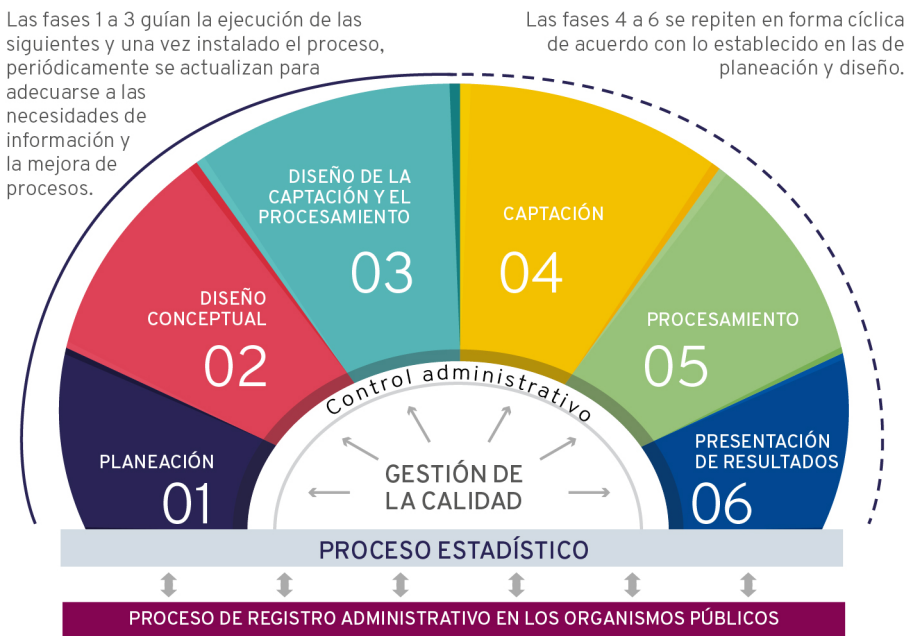 Las fases 1 a 3 guían la ejecución de las
siguientes y una vez instalado el proceso,
periódicamente se actualizan para
adecuarse a las
necesidades de
información y
la mejora de
procesos.
Las fases 4 a 6 se repiten en forma cíclica
de acuerdo con lo establecido en las de
planeación y diseño.
PLANEACIÓN
01
DISEÑO
CONCEPTUAL
02
DISEÑO DE LA
CAPTACIÓN Y EL
PROCESAMIENTO
03
CAPTACIÓN
04
PROCESAMIENTO
05
PRESENTACIÓN
DE RESULTADOS
06
Control administrativo
GESTIÓN DE
LA CALIDAD
PROCESO ESTADÍSTICO
PROCESO DE REGISTRO ADMINISTRATIVO EN LOS ORGANISMOS PÚBLICOS